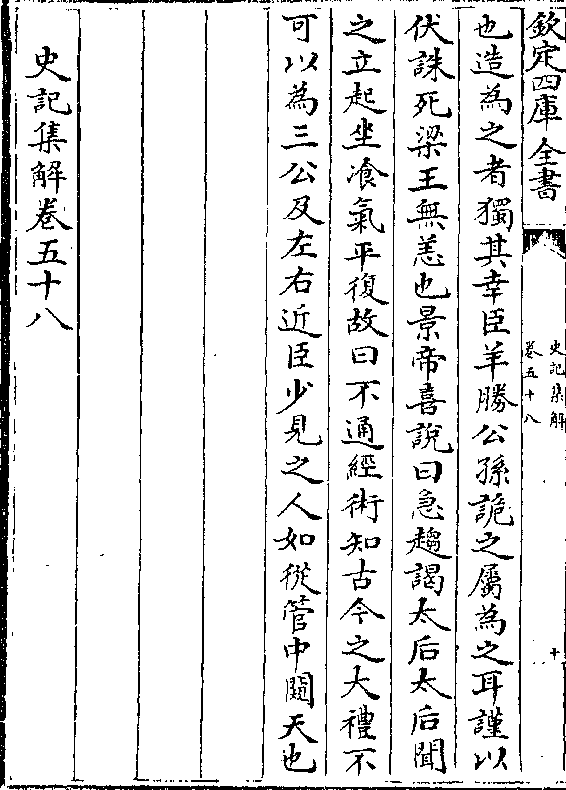 欽定四庫全書
史記集解
卷五十八
十
也造為之者獨其幸臣羊勝公孫詭之屬為之耳謹以
伏誅死梁王無恙也景帝喜說曰急趨謁太后太后聞
之立起坐飡氣平復故曰不通經術知古今之大禮不
可以為三公及左右近臣少見之人如從管中闚天也
史記集解卷五十八